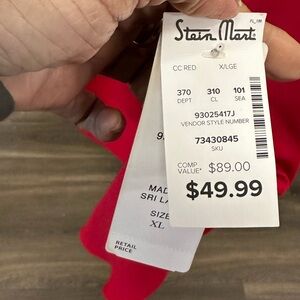 Stein Mart
CC RED X/LGE
370 310 101
DEPT CL SEA
93025417J
VENDOR STYLE NUMBER
73430845
SKU
COMP
VALUE* $89.00
$49.99
9
MAD
SRI LA
SIZE
XL
RETAIL
PRICE